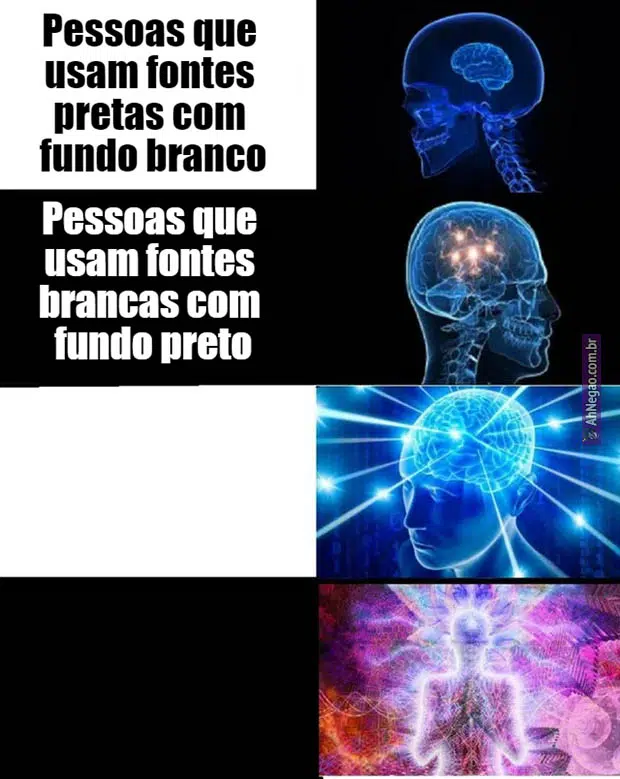 Pessoas que
usam fontes
pretas com
fundo branco
Pessoas que
usam fontes
brancas com
fundo preto
AhNegao.com.br